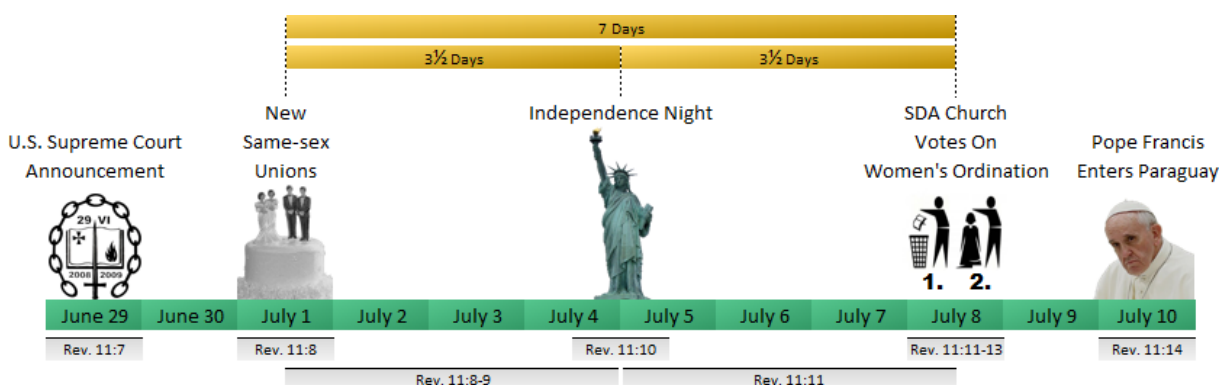 7 Days
3½ Days
3½ Days
U.S. Supreme Court
Announcement
New
Same-sex
Unions
Independence Night
SDA Church
Votes On
Women's Ordination
Pope Francis
Enters Paraguay
29 VI
2008 2009
1. 2.
June 29
June 30
July 1
July 2
July 3
July 4
July 5
July 6
July 7
July 8
July 9
July 10
Rev. 11:7
Rev. 11:8
Rev. 11:10
Rev. 11:11-13
Rev. 11:14
Rev. 11:8-9
Rev. 11:11